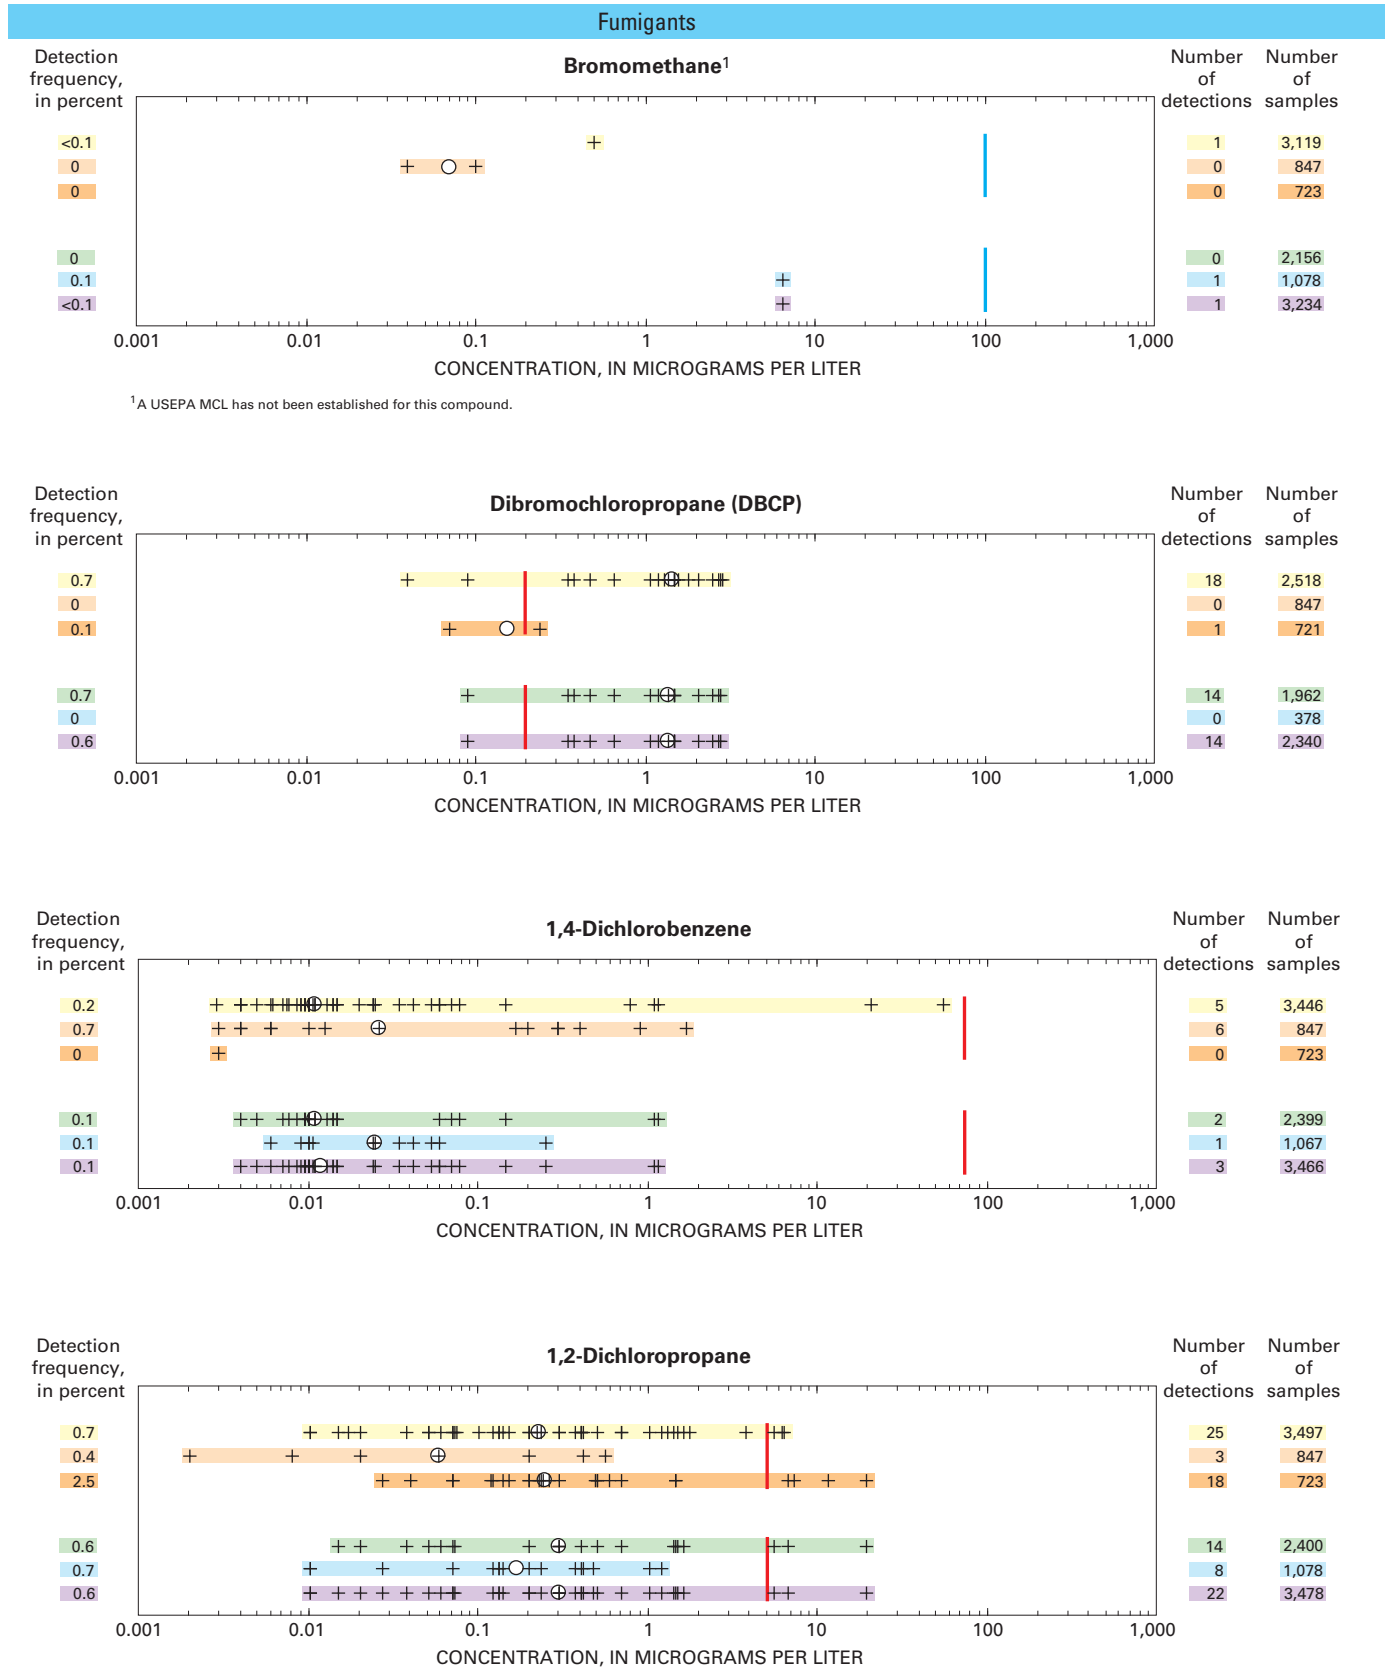 Fumigants
Detection frequency, in percent
Bromomethane1
Number of detections
Number of samples
<0.1 1 3,119
0 0 847
0 0 723
0 0 2,156
0.1 1 1,078
<0.1 1 3,234
0.001 0.01 0.1 1 10 100 1,000
CONCENTRATION, IN MICROGRAMS PER LITER
1A USEPA MCL has not been established for this compound.
Detection frequency, in percent
Dibromochloropropane (DBCP)
Number of detections
Number of samples
0.7 18 2,518
0 0 847
0.1 1 721
0.7 14 1,962
0 0 378
0.6 14 2,340
0.001 0.01 0.1 1 10 100 1,000
CONCENTRATION, IN MICROGRAMS PER LITER
Detection frequency, in percent
1,4-Dichlorobenzene
Number of detections
Number of samples
0.2 5 3,446
0.7 6 847
0 0 723
0.1 2 2,399
0.1 1 1,067
0.1 3 3,466
0.001 0.01 0.1 1 10 100 1,000
CONCENTRATION, IN MICROGRAMS PER LITER
Detection frequency, in percent
1,2-Dichloropropane
Number of detections
Number of samples
0.7 25 3,497
0.4 3 847
2.5 18 723
0.6 14 2,400
0.7 8 1,078
0.6 22 3,478
0.001 0.01 0.1 1 10 100 1,000
CONCENTRATION, IN MICROGRAMS PER LITER